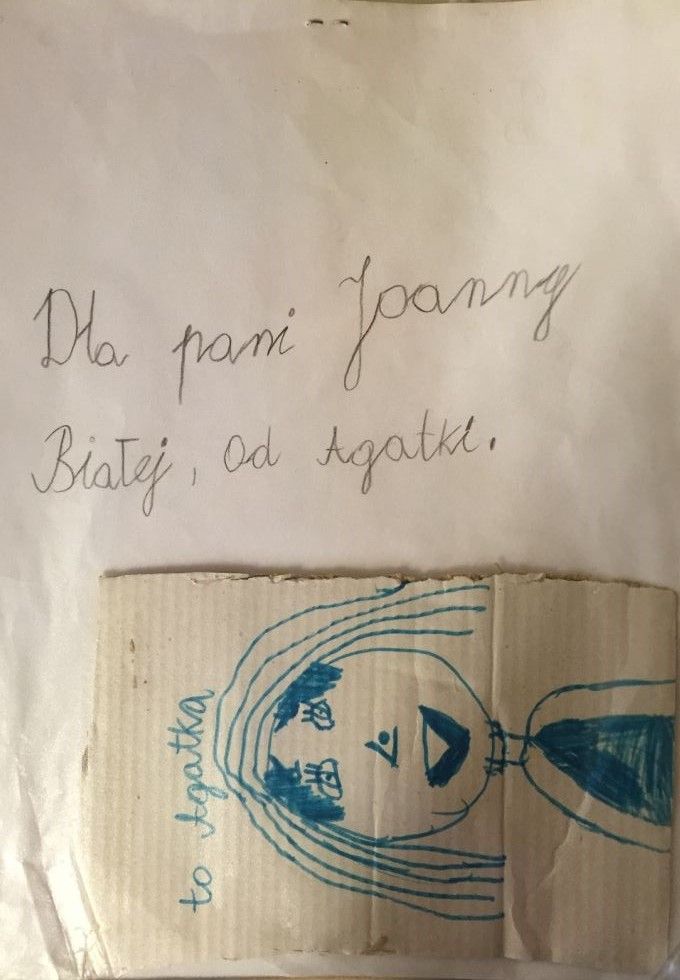 Dla pani Joanny
Białej, od Agatki.
to Agatka